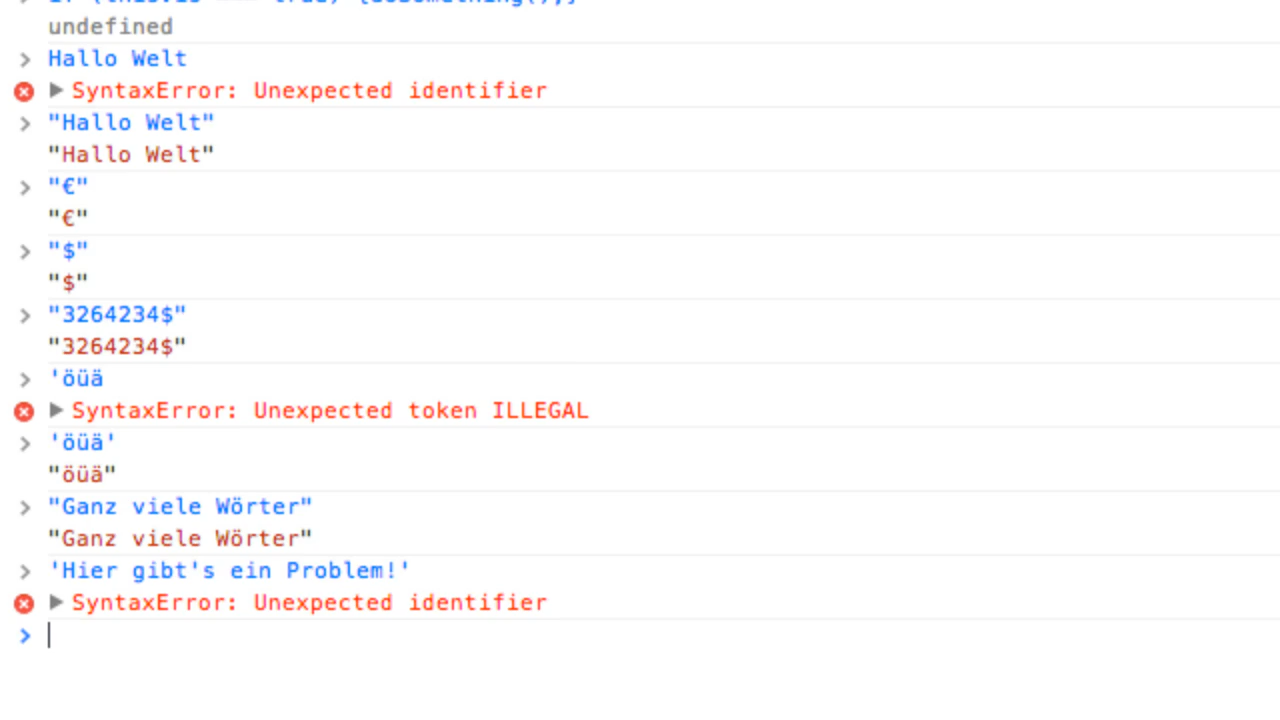 undefined
> Hallo Welt
SyntaxError: Unexpected identifier
> "Hallo Welt"
"Hallo Welt"
> "€"
"€"
> "$"
"$"
> "3264234$"
"3264234$"
> 'öüä
SyntaxError: Unexpected token ILLEGAL
> 'öüä'
"öüä"
> "Ganz viele Wörter"
"Ganz viele Wörter"
> 'Hier gibt's ein Problem!'
SyntaxError: Unexpected identifier
>